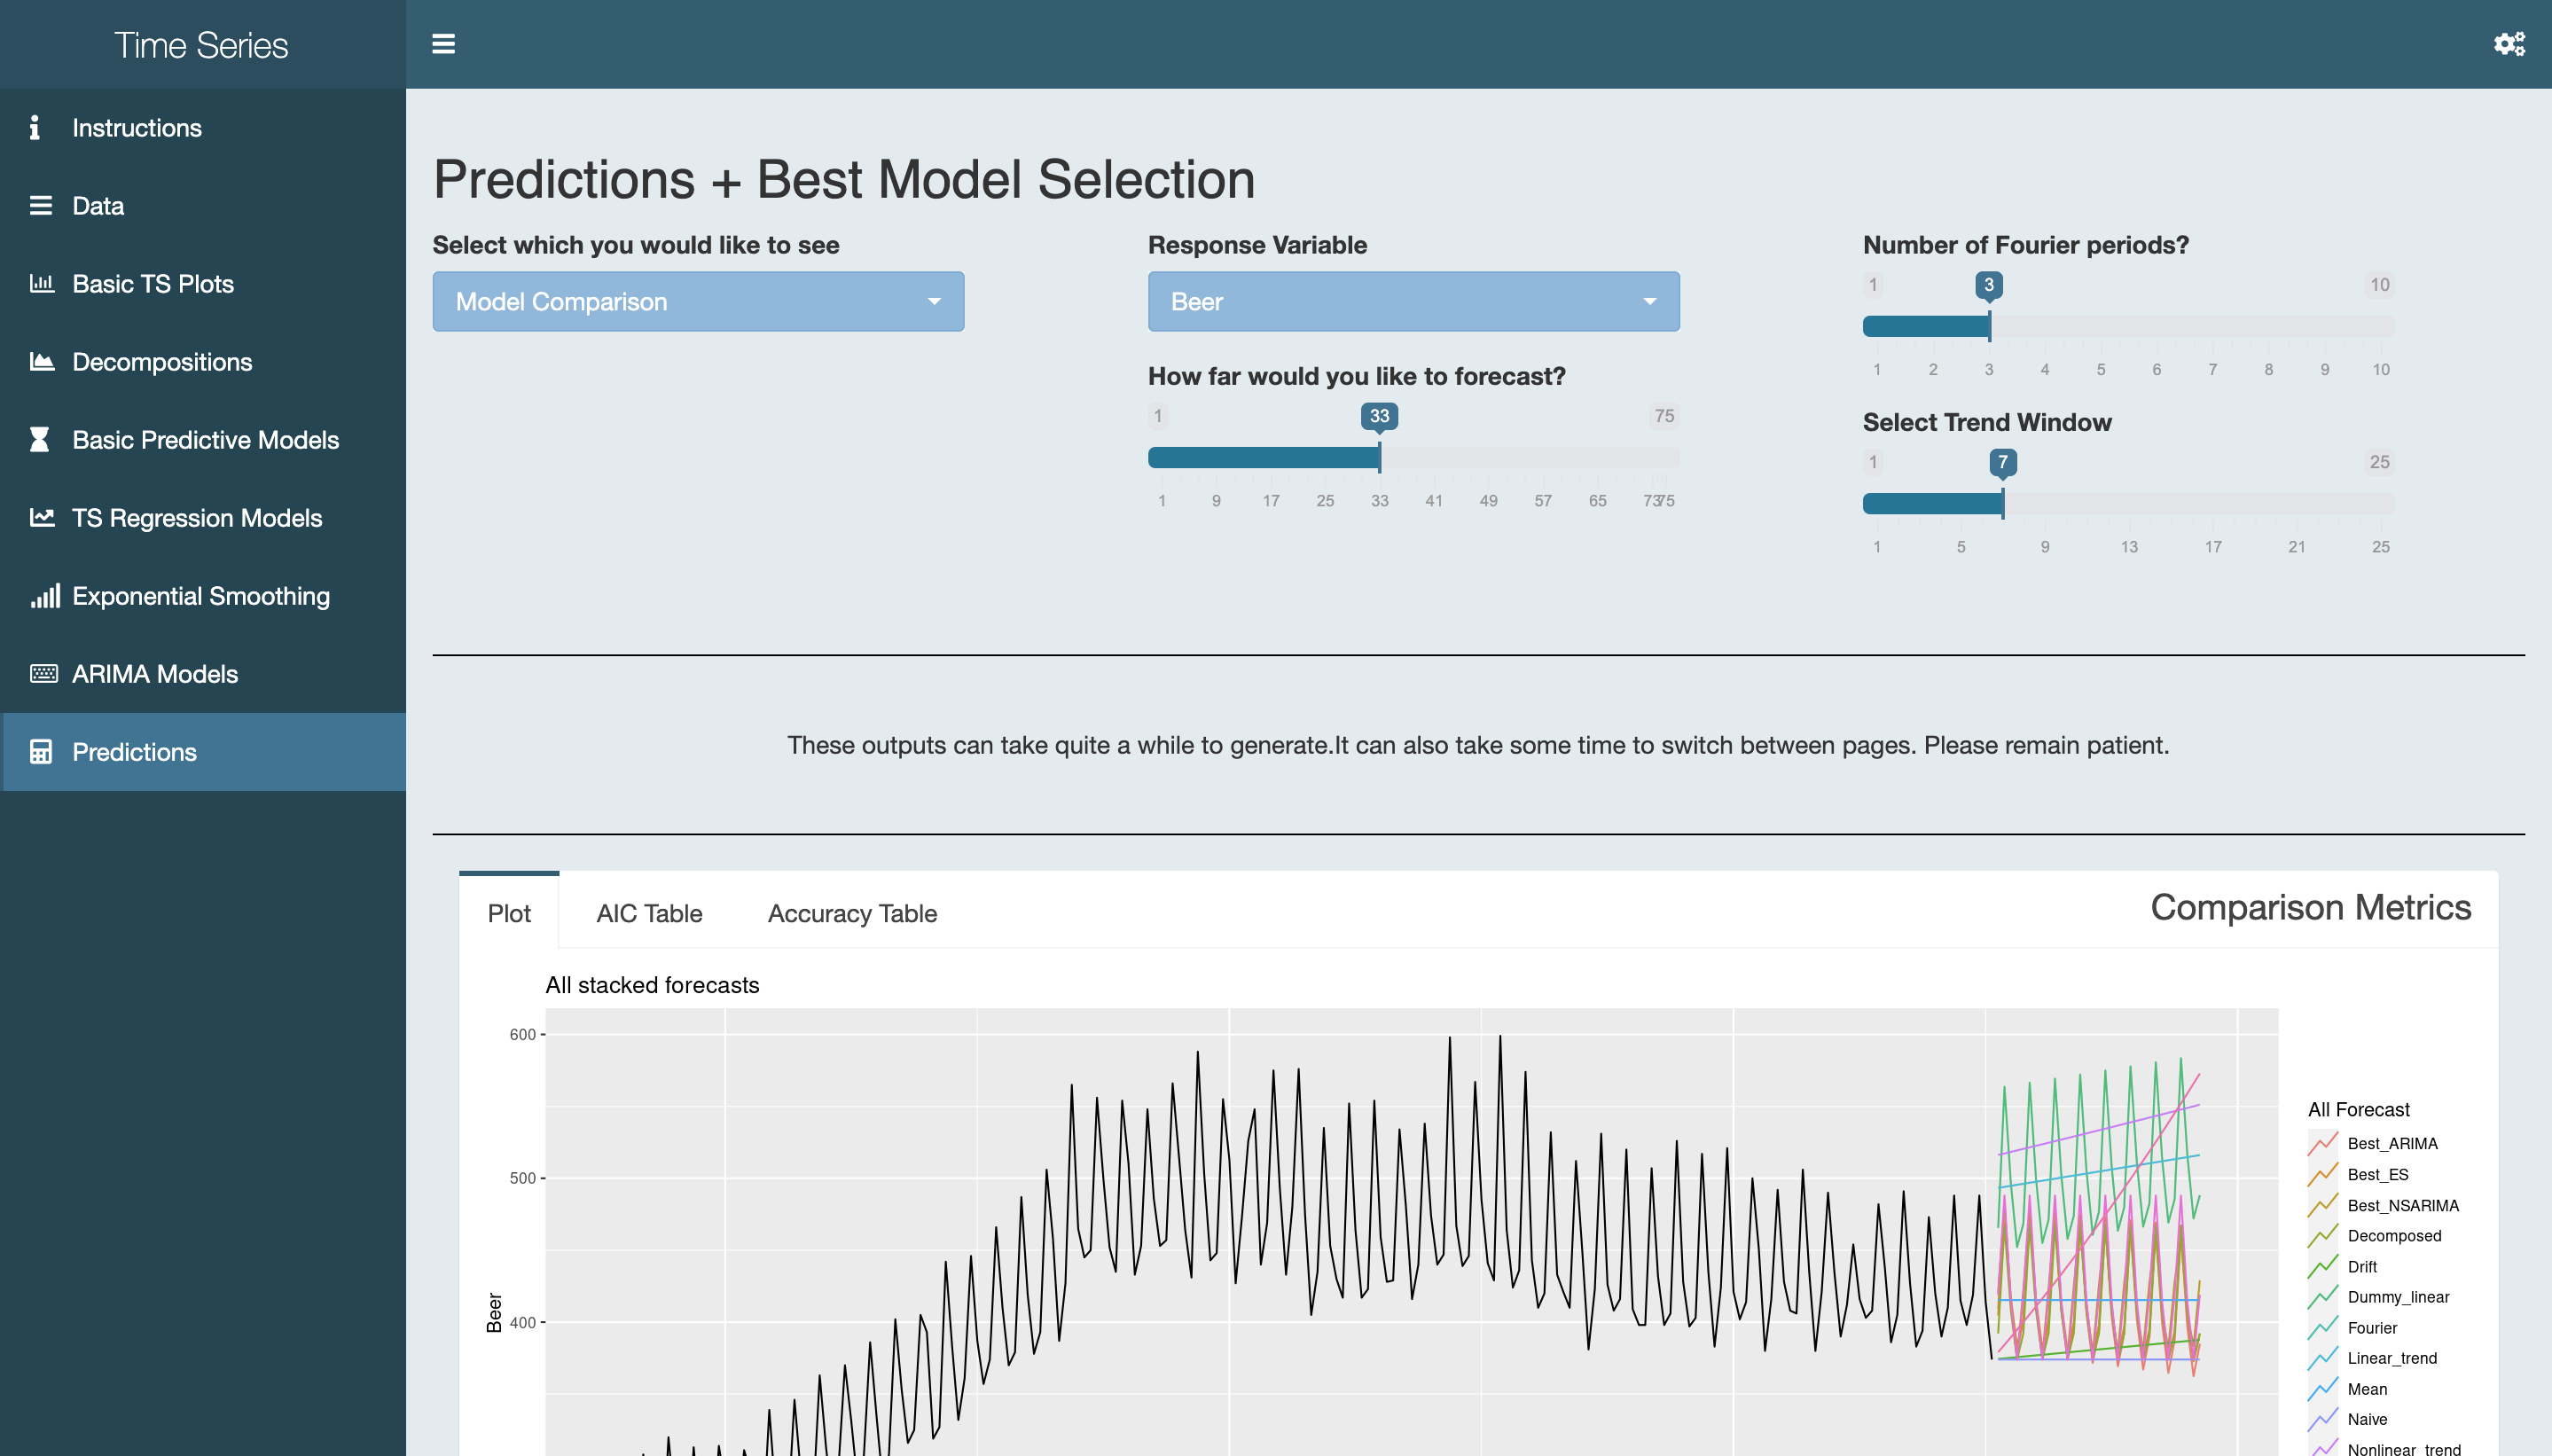 Time Series
Instructions
Data
Basic TS Plots
Decompositions
Basic Predictive Models
TS Regression Models
Exponential Smoothing
ARIMA Models
Predictions
Predictions + Best Model Selection
Select which you would like to see
Model Comparison
Response Variable
Beer
How far would you like to forecast?
1 33 75
1 9 17 25 33 41 49 57 65 73 75
Number of Fourier periods?
1 3 10
1 2 3 4 5 6 7 8 9 10
Select Trend Window
1 7 25
1 5 9 13 17 21 25
These outputs can take quite a while to generate.It can also take some time to switch between pages. Please remain patient.
Plot AIC Table Accuracy Table Comparison Metrics
All stacked forecasts
600
500
400
Beer
All Forecast
Best_ARIMA
Best_ES
Best_NSARIMA
Decomposed
Drift
Dummy_linear
Fourier
Linear_trend
Mean
Naive
Nonlinear_trend